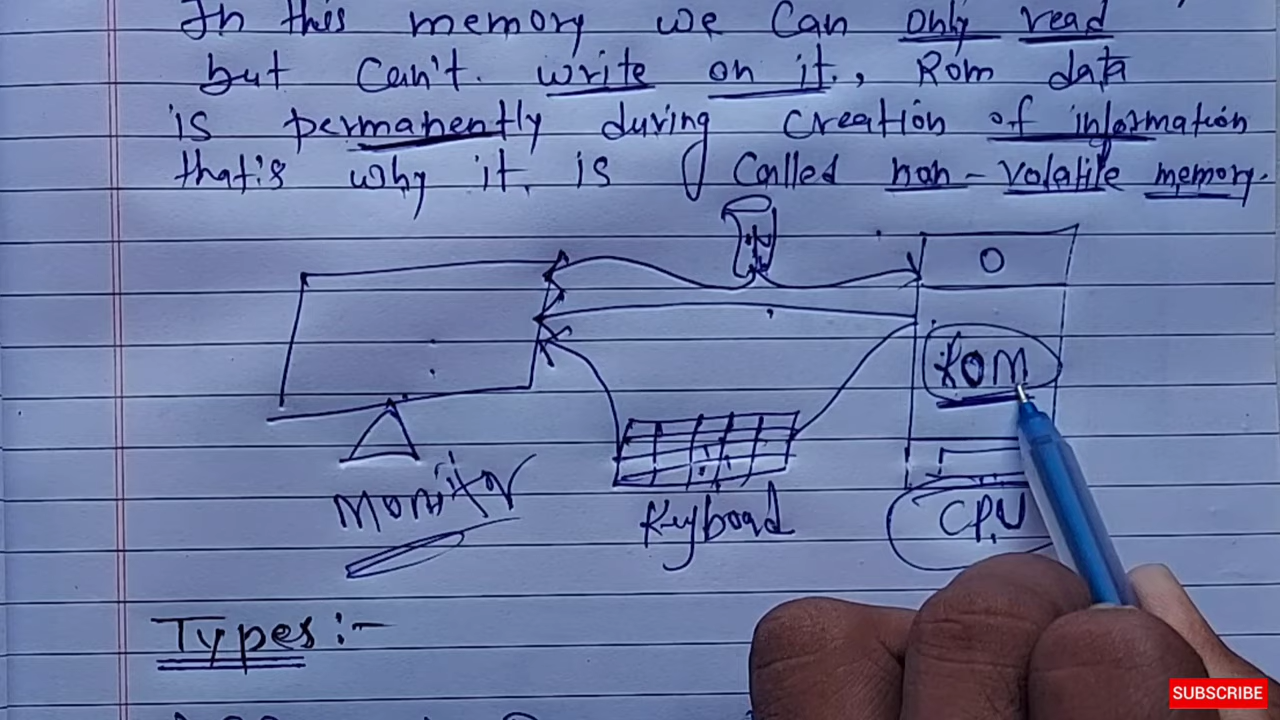 In this memory we can only read
but can't. write on it., Rom data
is permanently during creation of information
that's why it. is called non-volatile memory.
ROM
Monitor
Keyboad
CPU
Types:-
SUBSCRIBE